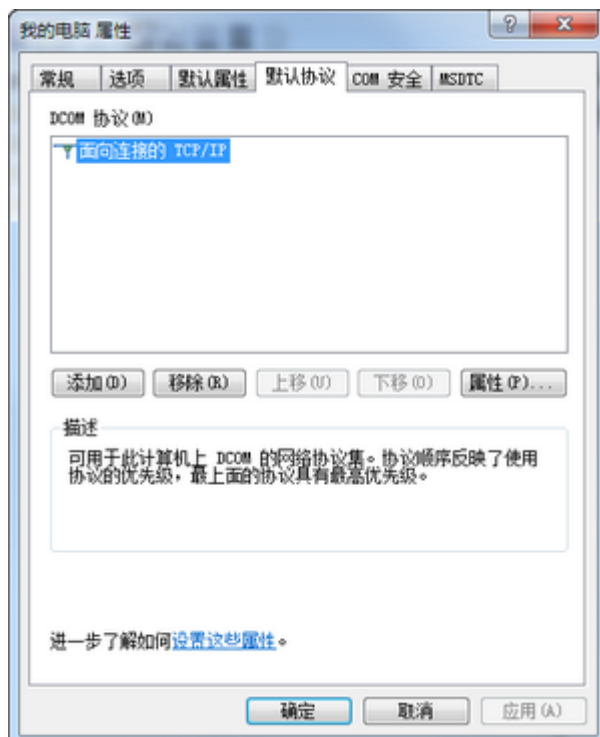 我的电脑 属性
常规 选项 默认属性 默认协议 COM 安全 MSDTC
DCOM 协议(M)
面向连接的 TCP/IP
添加(D) 移除(R) 上移(U) 下移(O) 属性(P)...
描述
可用于此计算机上 DCOM 的网络协议集。协议顺序反映了使用
协议的优先级，最上面的协议具有最高优先级。
进一步了解如何设置这些属性。
确定 取消 应用(A)